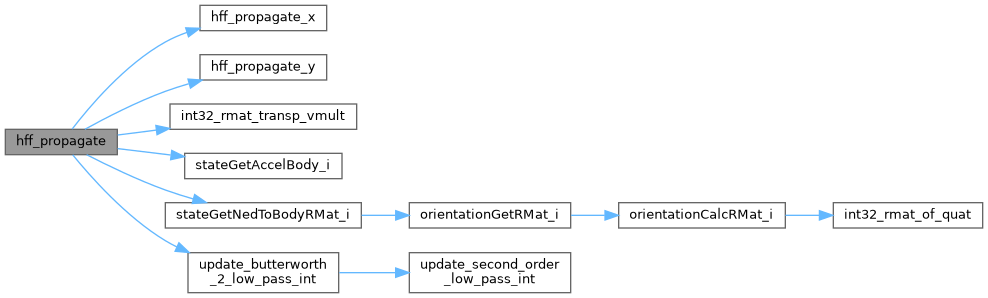 hff_propagate
hff_propagate_x
hff_propagate_y
int32_rmat_transp_vmult
stateGetAccelBody_i
stateGetNedToBodyRMat_i
orientationGetRMat_i
orientationCalcRMat_i
int32_rmat_of_quat
update_butterworth
_2_low_pass_int
update_second_order
_low_pass_int